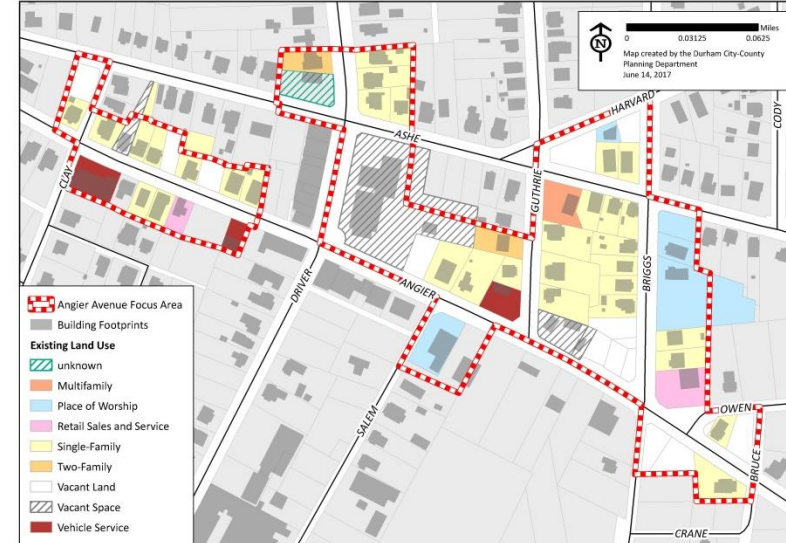 Miles
0 0.03125 0.0625
N
Map created by the Durham City-County
Planning Department
June 14, 2017
HARVARD
CODY
ASHE
GUTHRIE
CLAY
BRIGGS
DRIVER
ANGIER
SALEM
OWEN
BRUCE
CRANE
Angier Avenue Focus Area
Building Footprints
Existing Land Use
unknown
Multifamily
Place of Worship
Retail Sales and Service
Single-Family
Two-Family
Vacant Land
Vacant Space
Vehicle Service